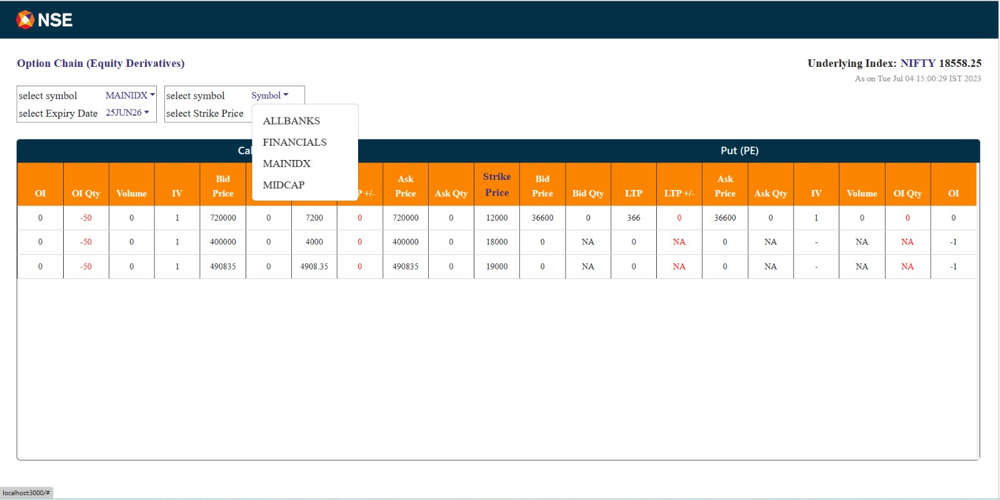 NSE
Option Chain (Equity Derivatives)
Underlying Index: NIFTY 18558.25
As on Tue Jul 04 15:00:29 IST 2023
select symbol MAINIDX
select Expiry Date 25JUN26
select symbol Symbol
select Strike Price
ALLBANKS
FINANCIALS
MAINIDX
MIDCAP
Put (PE)
OI OI Qty Volume IV Bid Price +/- Ask Price Ask Qty Strike Price Bid Price Bid Qty LTP LTP +/- Ask Price Ask Qty IV Volume OI Qty OI
0 -50 0 1 720000 0 7200 0 720000 0 12000 36600 0 366 0 36600 0 1 0 0 0
0 -50 0 1 400000 0 4000 0 400000 0 18000 0 NA 0 NA 0 NA - NA NA -1
0 -50 0 1 490835 0 4908.35 0 490835 0 19000 0 NA 0 NA 0 NA - NA NA -1
localhost:3000/#